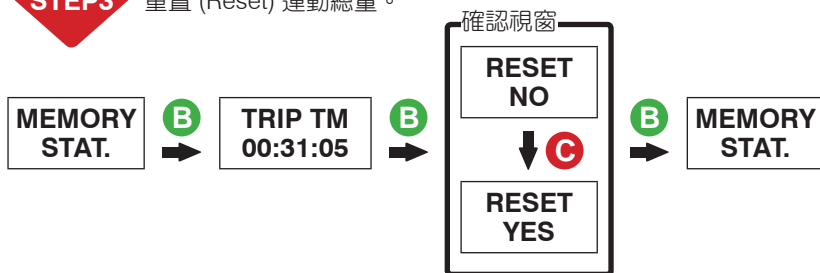 STEP3 重置 (Reset) 運動總量。
確認視窗
MEMORY
STAT.
B
TRIP TM
00:31:05
B
RESET
NO
C
RESET
YES
B
MEMORY
STAT.